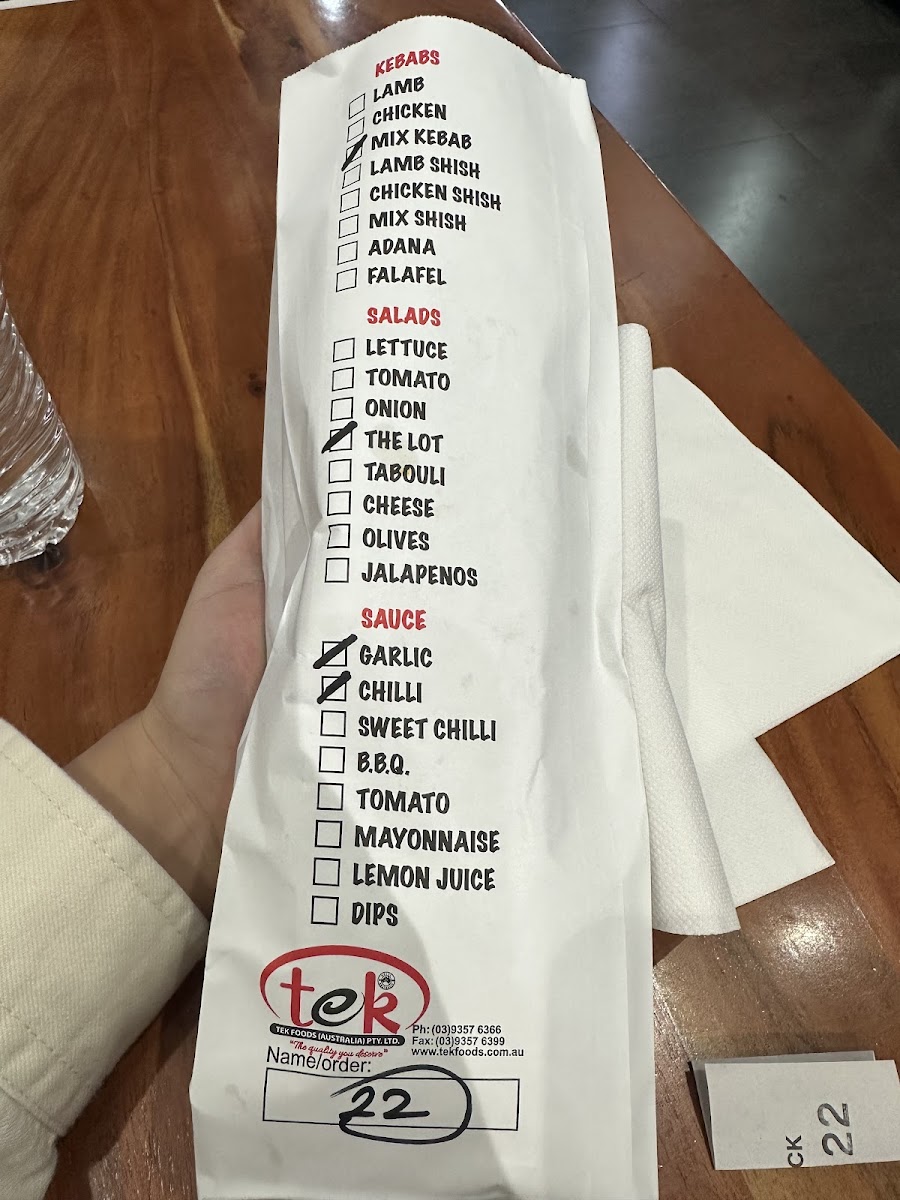 KEBABS
LAMB
CHICKEN
MIX KEBAB
LAMB SHISH
CHICKEN SHISH
MIX SHISH
ADANA
FALAFEL
SALADS
LETTUCE
TOMATO
ONION
THE LOT
TABOULI
CHEESE
OLIVES
JALAPENOS
SAUCE
GARLIC
CHILLI
SWEET CHILLI
B.B.Q.
TOMATO
MAYONNAISE
LEMON JUICE
DIPS
tek
TEK FOODS (AUSTRALIA) PTY. LTD.
"The quality you deserve"
Ph: (03)9357 6366
Fax: (03)9357 6399
www.tekfoods.com.au
Name/order:
22
CK
22